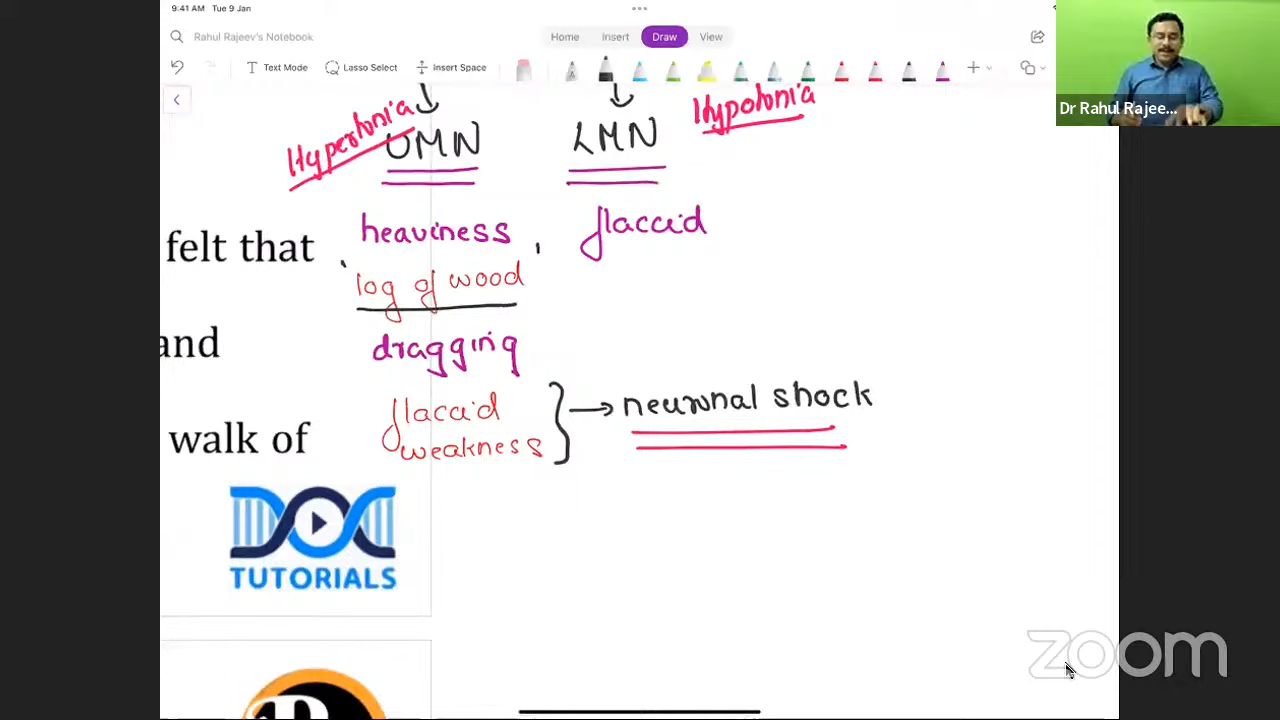 9:41 AM Tue 9 Jan
Rahul Rajeev's Notebook
Home Insert Draw View
Text Mode Lasso Select Insert Space
Dr Rahul Rajee...
Hypertonia
Hypotonia
UMN LMN
heaviness , flaccid
felt that
log of wood
and
dragging
flaccid
weakness
neuronal shock
walk of
TUTORIALS
zoom